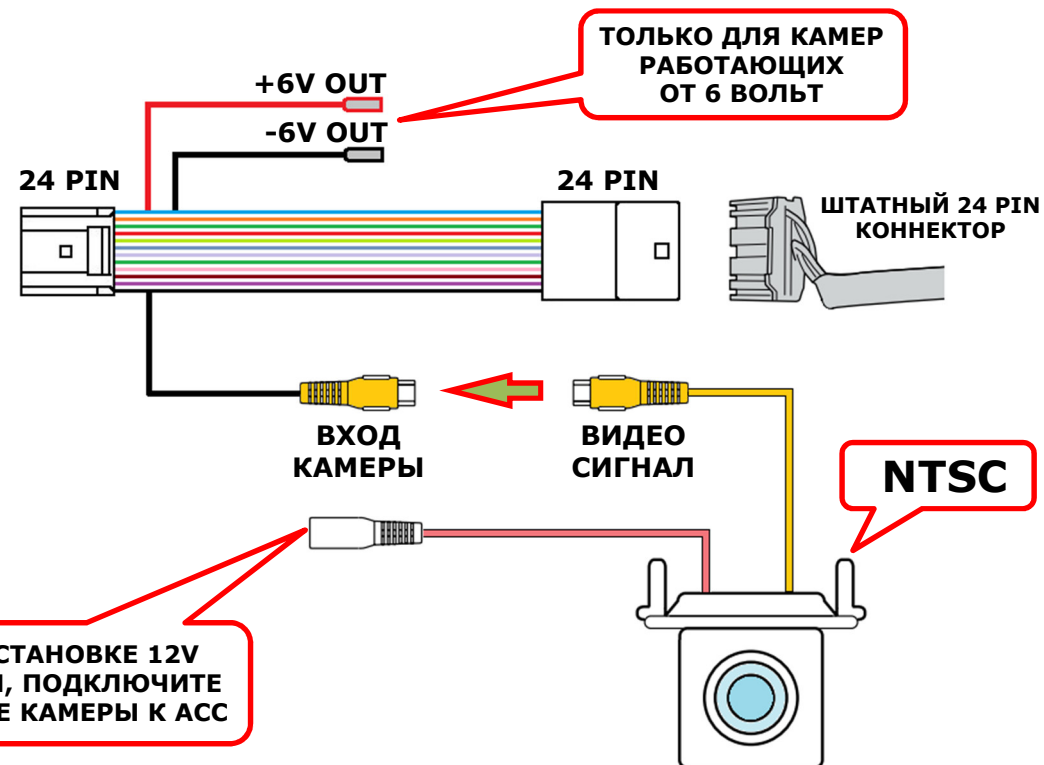 ТОЛЬКО ДЛЯ КАМЕР
РАБОТАЮЩИХ
ОТ 6 ВОЛЬТ
+6V OUT
-6V OUT
24 PIN
24 PIN
ШТАТНЫЙ 24 PIN
КОННЕКТОР
ВХОД
КАМЕРЫ
ВИДЕО
СИГНАЛ
NTSC
СТАНОВКЕ 12V
, ПОДКЛЮЧИТЕ
Е КАМЕРЫ К ACC